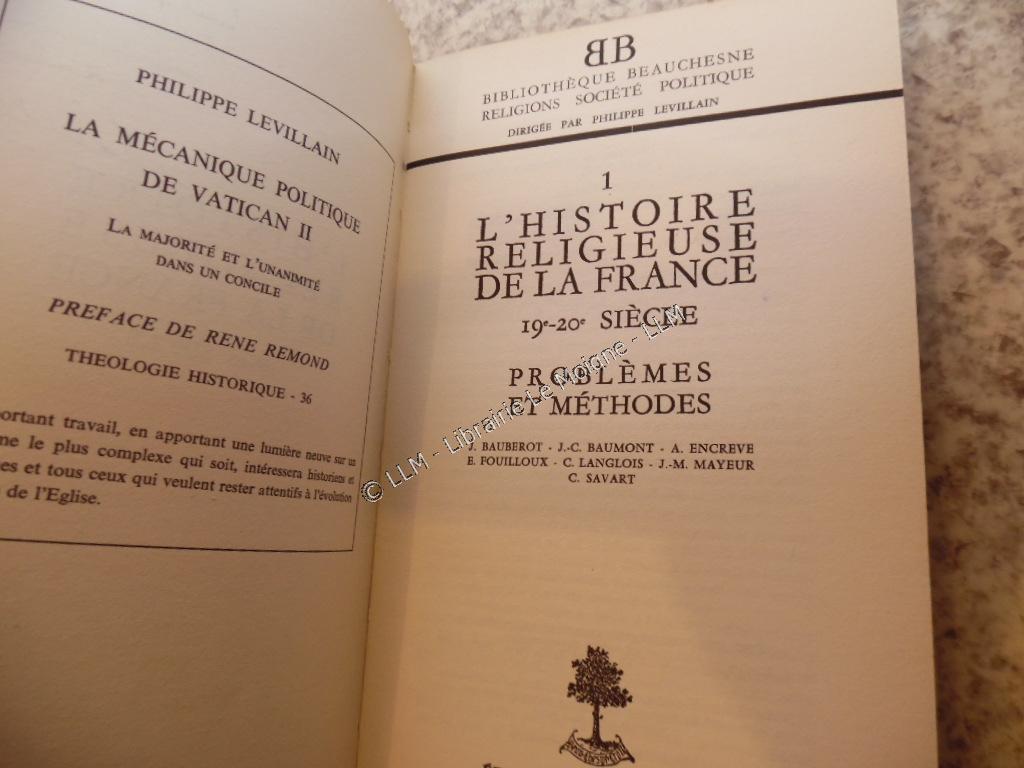 PHILIPPE LEVILLAIN
LA MÉCANIQUE POLITIQUE
DE VATICAN II
LA MAJORITÉ ET L'UNANIMITÉ
DANS UN CONCILE
PREFACE DE RENE REMOND
THEOLOGIE HISTORIQUE - 36
portant travail, en apportant une lumière neuve sur un
me le plus complexe qui soit, intéressera historiens et
es et tous ceux qui veulent rester attentifs à l'évolution
de l'Eglise.
BB
BIBLIOTHÈQUE BEAUCHESNE
RELIGIONS SOCIÉTÉ POLITIQUE
DIRIGÉE PAR PHILIPPE LEVILLAIN
1
L'HISTOIRE
RELIGIEUSE
DE LA FRANCE
19e-20e SIÈCLE
PROBLÈMES
ET MÉTHODES
J. BAUBEROT - J.-C. BAUMONT - A. ENCREVE
E. FOUILLOUX - C. LANGLOIS - J.-M. MAYEUR
C. SAVART
© LLM - Librairie Le Moigne - LLM